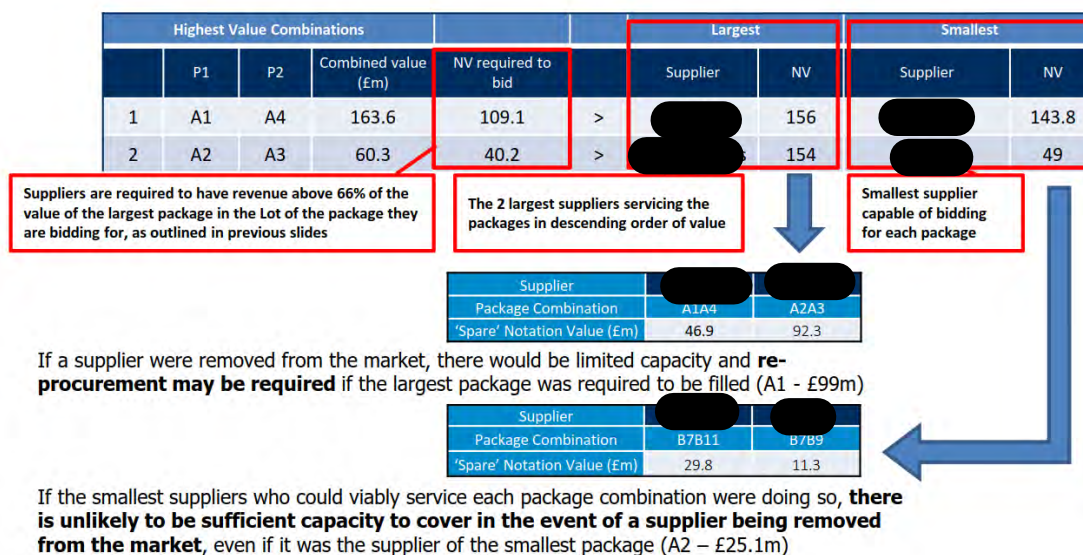 Highest Value Combinations Largest Smallest
P1 P2 Combined value (£m) NV required to bid Supplier NV Supplier NV
1 A1 A4 163.6 109.1 > 156 143.8
2 A2 A3 60.3 40.2 > s 154 49
Suppliers are required to have revenue above 66% of the
value of the largest package in the Lot of the package they
are bidding for, as outlined in previous slides
The 2 largest suppliers servicing the
packages in descending order of value
Smallest supplier
capable of bidding
for each package
Supplier
Package Combination A1A4 A2A3
'Spare' Notation Value (£m) 46.9 92.3
If a supplier were removed from the market, there would be limited capacity and re-
procurement may be required if the largest package was required to be filled (A1 - £99m)
Supplier
Package Combination B7B11 B7B9
'Spare' Notation Value (£m) 29.8 11.3
If the smallest suppliers who could viably service each package combination were doing so, there
is unlikely to be sufficient capacity to cover in the event of a supplier being removed
from the market, even if it was the supplier of the smallest package (A2 – £25.1m)